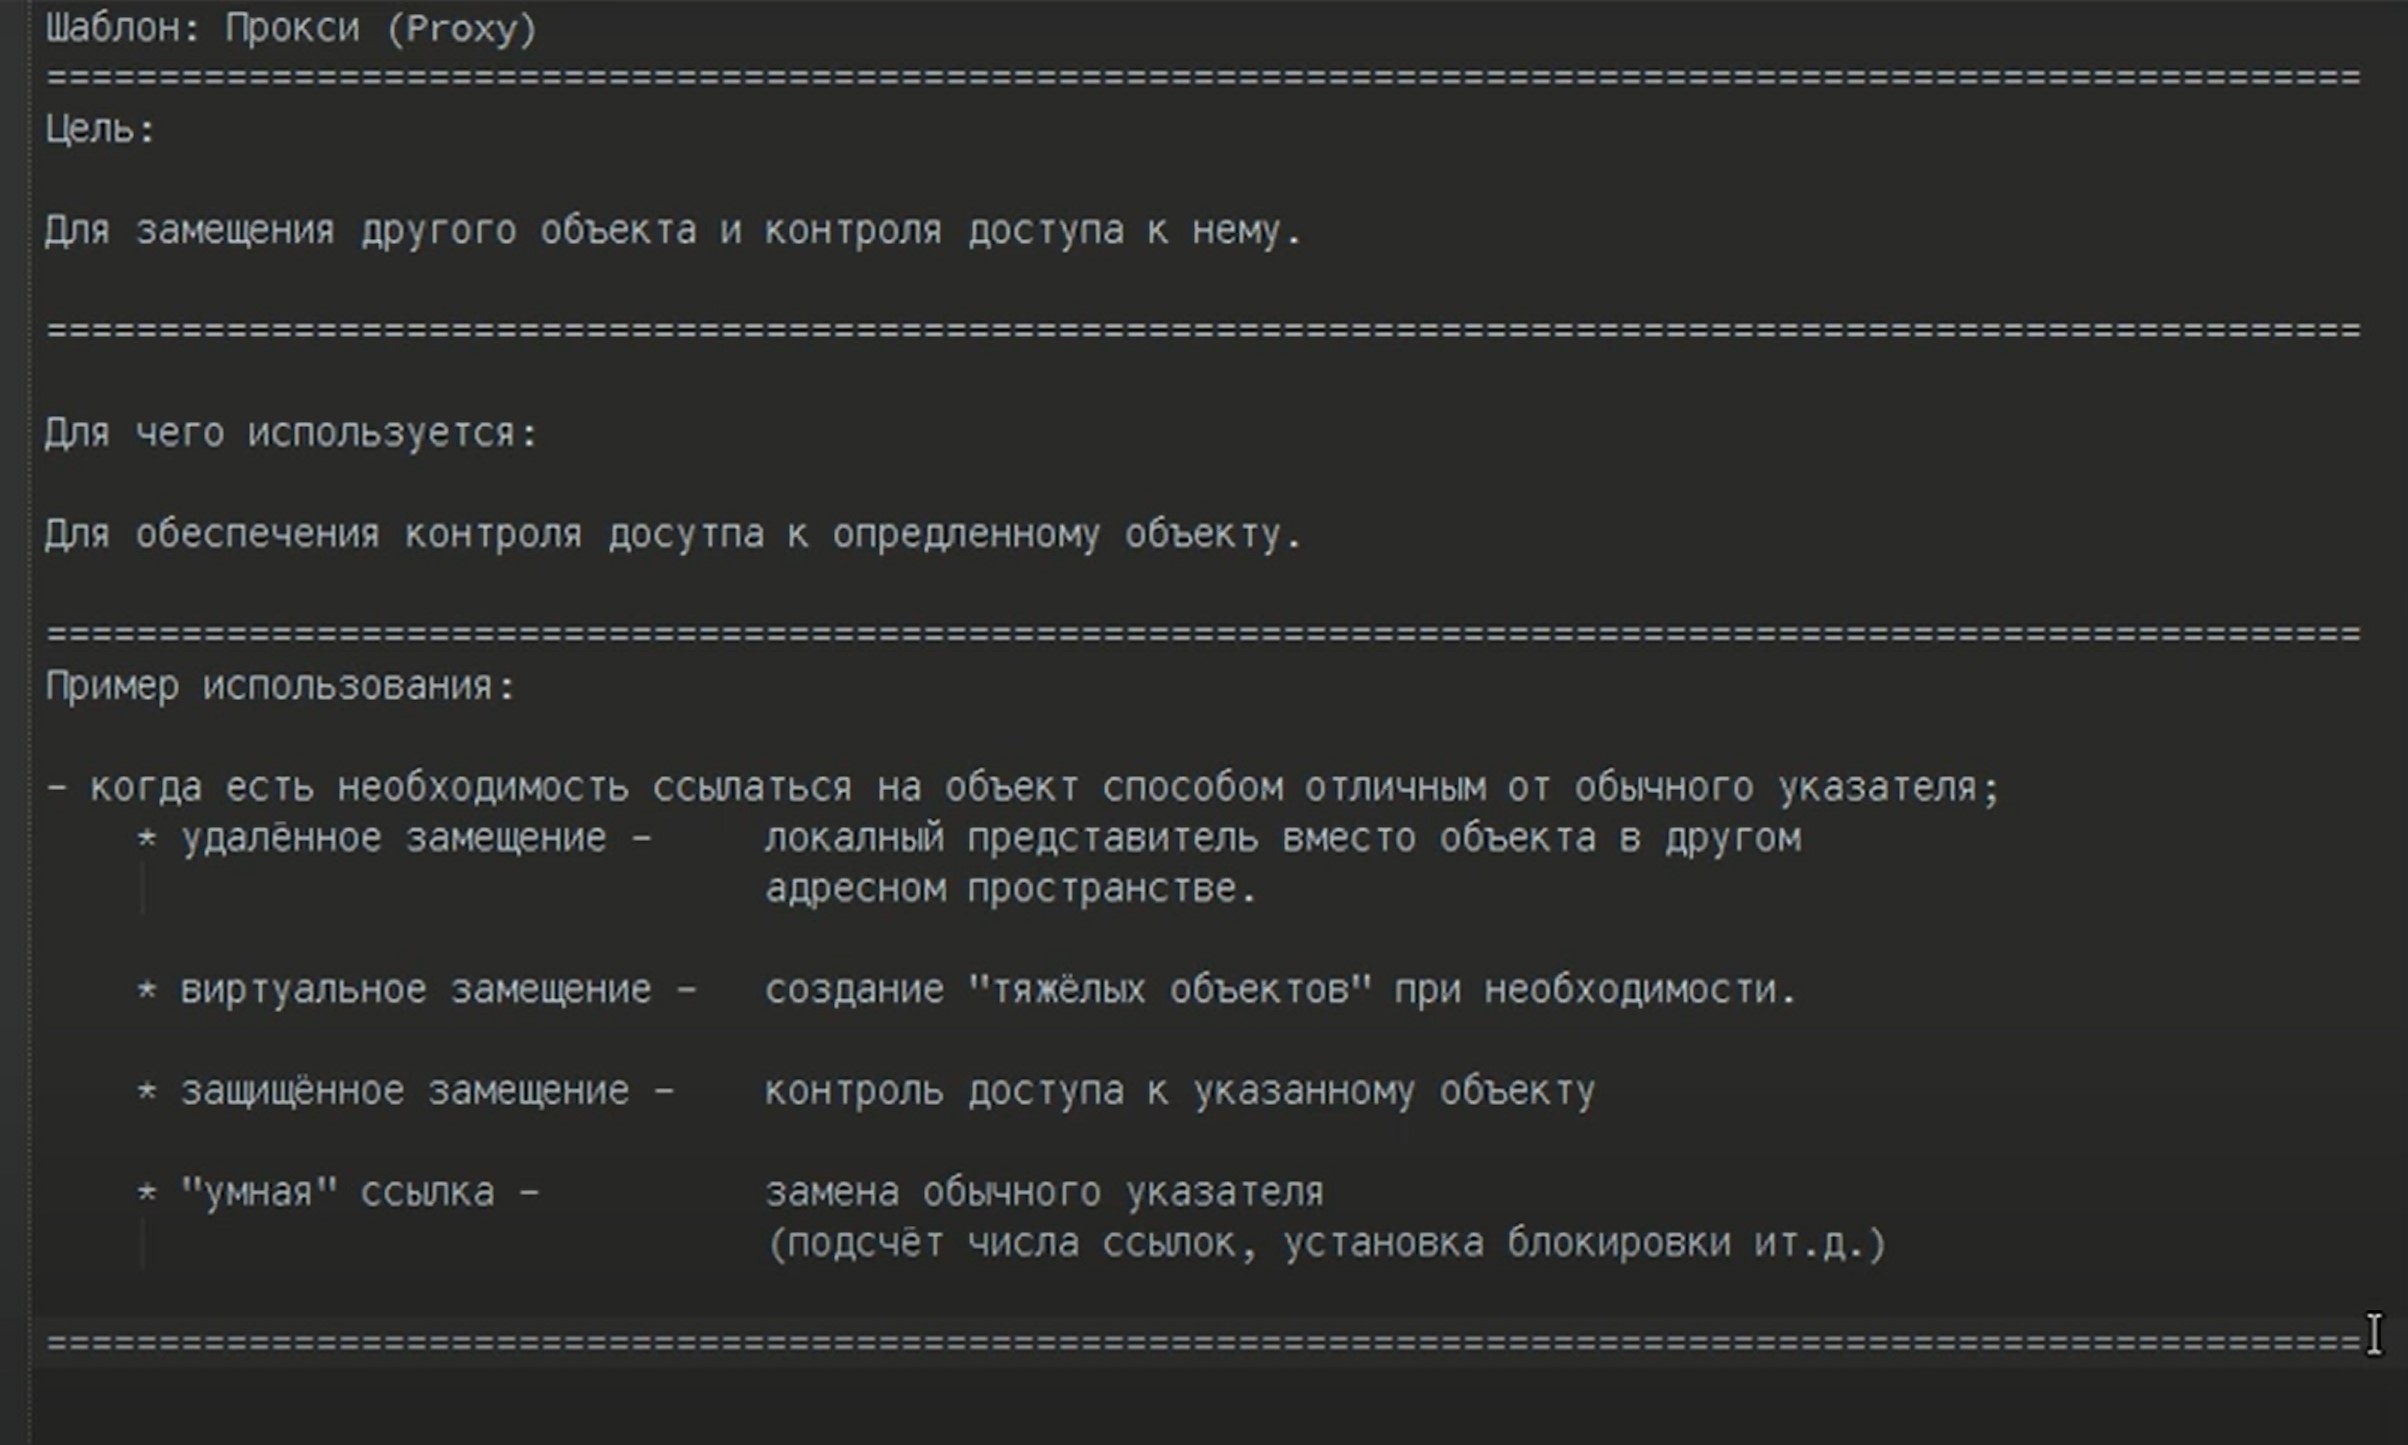 Шаблон: Прокси (Proxy)
=======================================================================================================
Цель:
Для замещения другого объекта и контроля доступа к нему.
=======================================================================================================
Для чего используется:
Для обеспечения контроля досутпа к опредленному объекту.
=======================================================================================================
Пример использования:
- когда есть необходимость ссылаться на объект способом отличным от обычного указателя;
* удалённое замещение - локалный представитель вместо объекта в другом
адресном пространстве.
* виртуальное замещение - создание "тяжёлых объектов" при необходимости.
* защищённое замещение - контроль доступа к указанному объекту
* "умная" ссылка - замена обычного указателя
(подсчёт числа ссылок, установка блокировки ит.д.)
=======================================================================================================